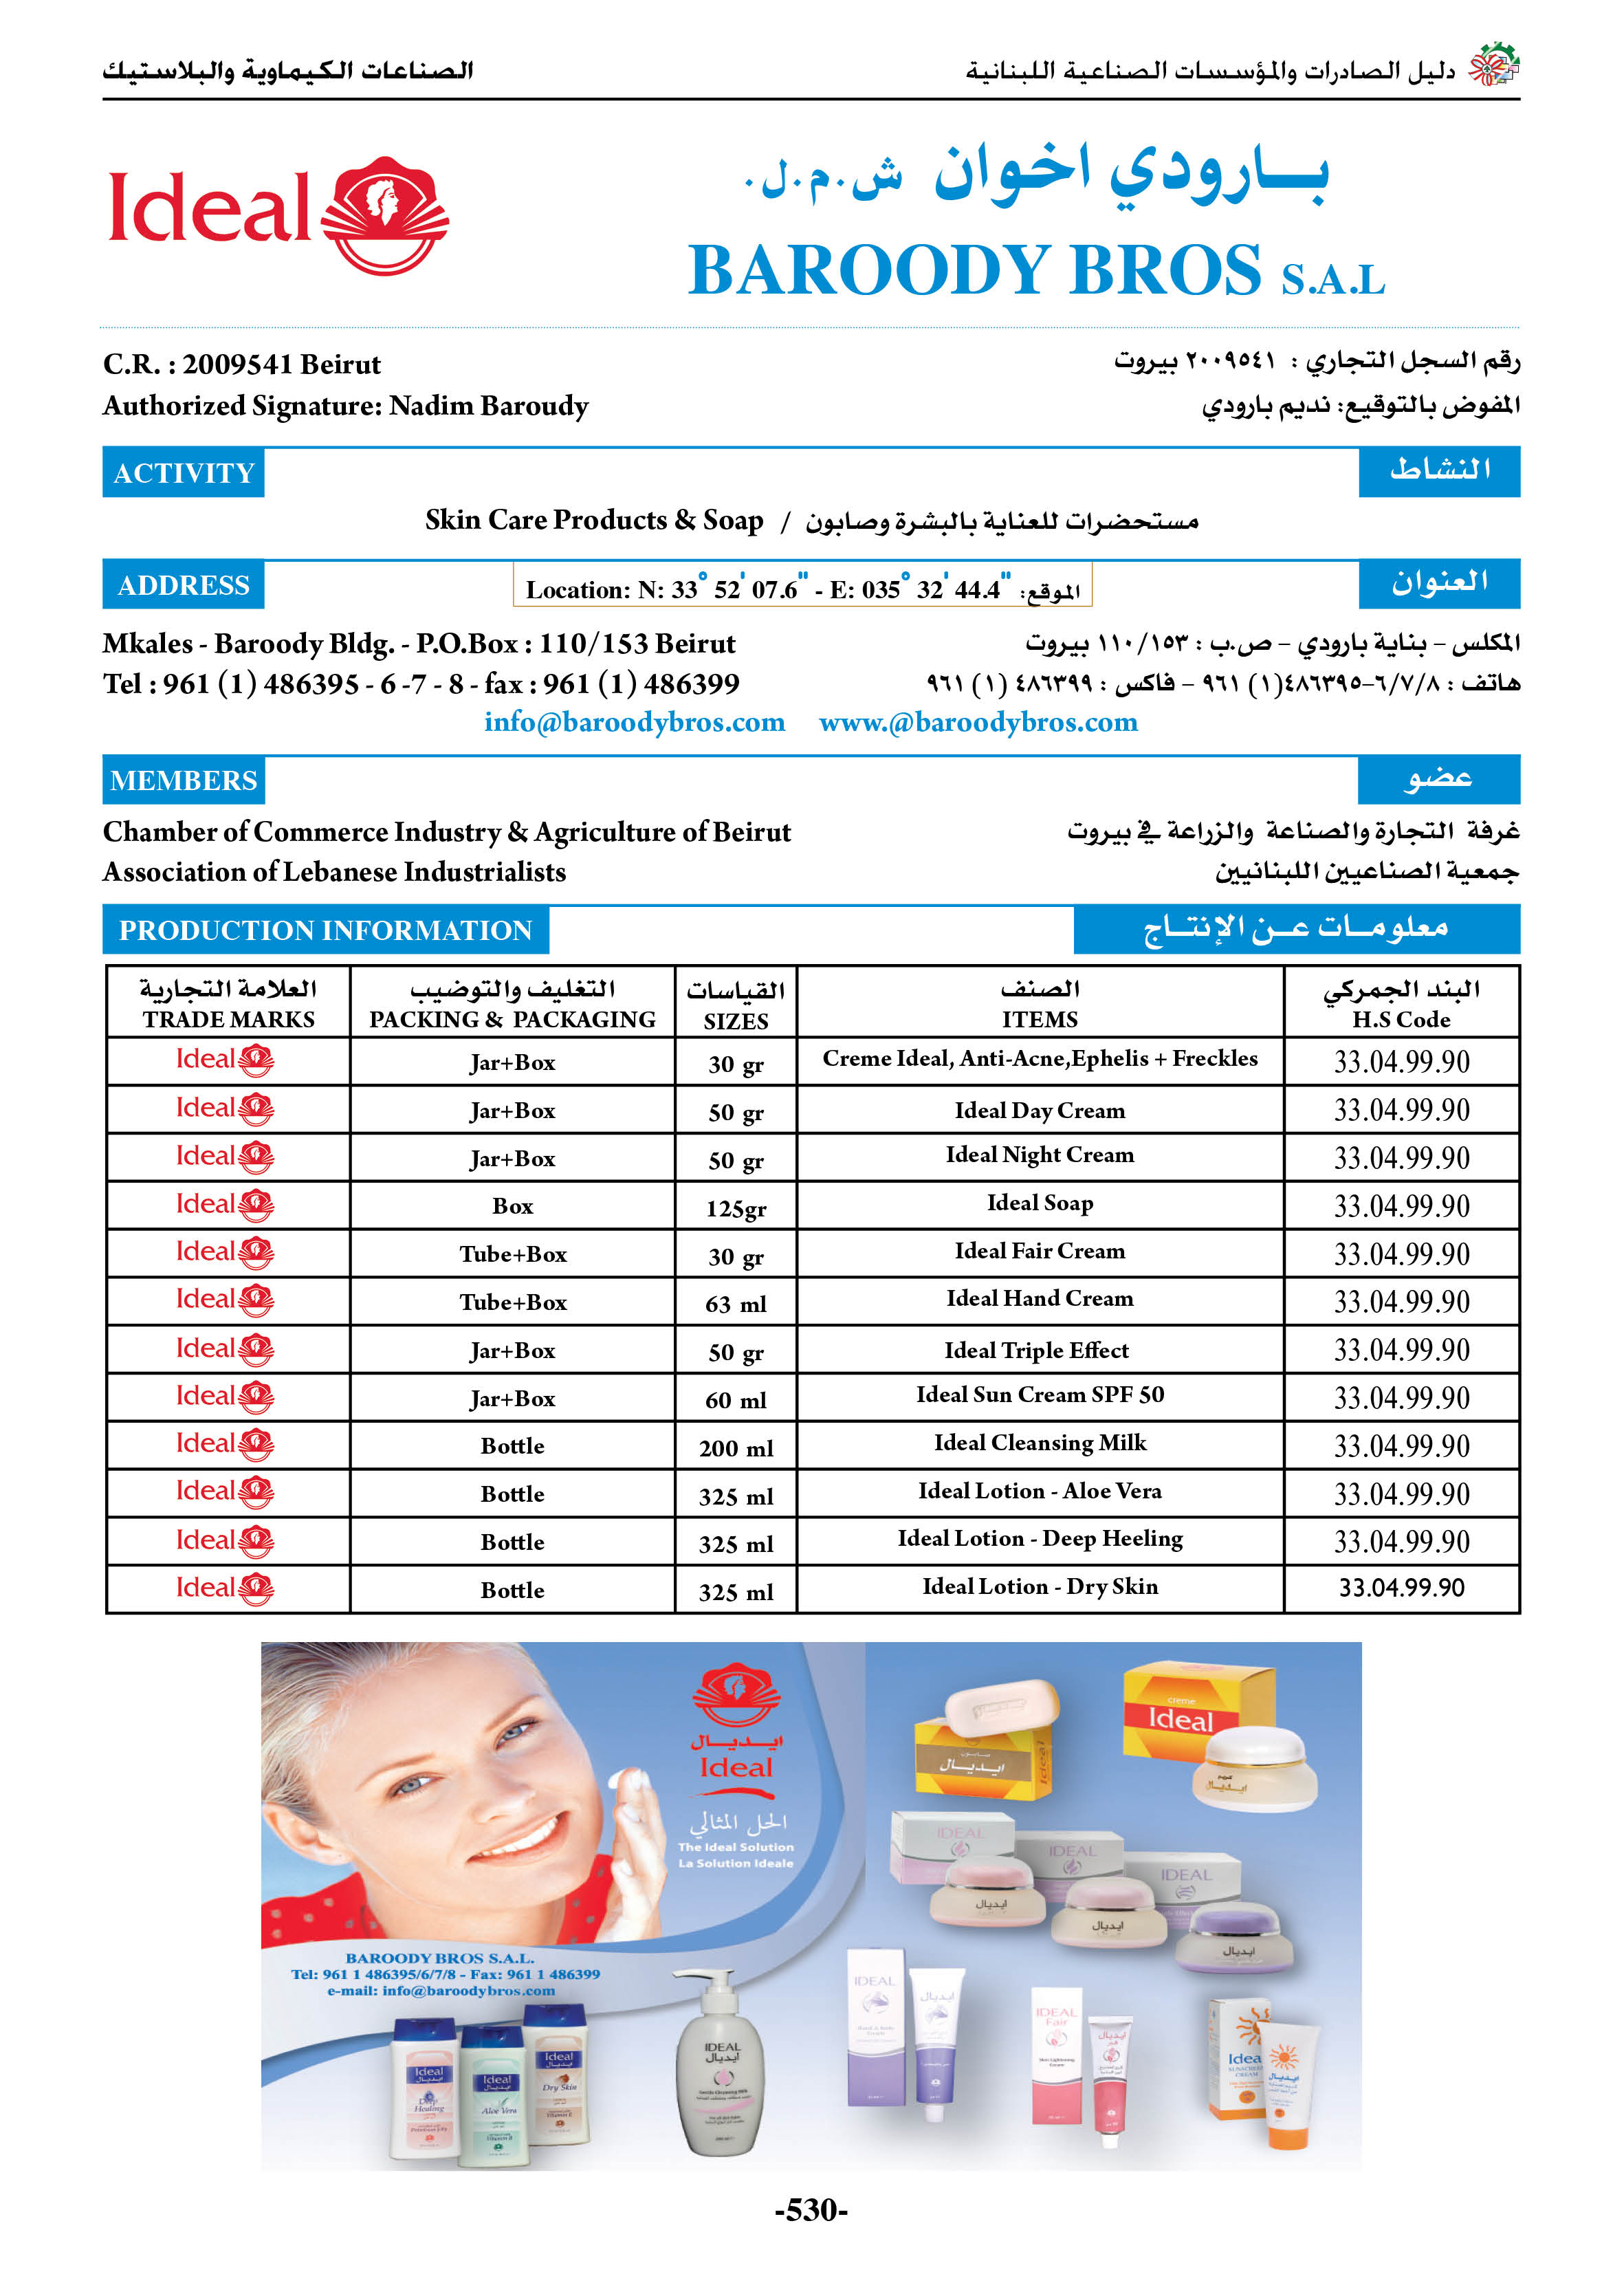 الصناعات الكيماوية والبلاستيك
دليل الصادرات والمؤسسات الصناعية اللبنانية
Ideal
بارودي اخوان ش.م.ل.
BAROODY BROS S.A.L
C.R. : 2009541 Beirut
رقم السجل التجاري : ٢٠٠٩٥٤١ بيروت
Authorized Signature: Nadim Baroudy
المفوض بالتوقيع: نديم بارودي
ACTIVITY
النشاط
Skin Care Products & Soap / مستحضرات للعناية بالبشرة وصابون
ADDRESS
Location: N: 33° 52' 07.6" - E: 035° 32' 44.4" الموقع:
العنوان
Mkales - Baroody Bldg. - P.O.Box : 110/153 Beirut
المكلس - بناية بارودي - ص.ب : ١١٠/١٥٣ بيروت
Tel : 961 (1) 486395 - 6 -7 - 8 - fax : 961 (1) 486399
هاتف : ٦/٧/٨-٤٨٦٣٩٥(١) ٩٦١ - فاكس : ٤٨٦٣٩٩ (١) ٩٦١
info@baroodybros.com www.@baroodybros.com
MEMBERS
عضو
Chamber of Commerce Industry & Agriculture of Beirut
غرفة التجارة والصناعة والزراعة في بيروت
Association of Lebanese Industrialists
جمعية الصناعيين اللبنانيين
PRODUCTION INFORMATION
معلومات عن الإنتاج
العلامة التجارية التغليف والتوضيب القياسات الصنف البند الجمركي
TRADE MARKS PACKING & PACKAGING SIZES ITEMS H.S Code
Ideal Jar+Box 30 gr Creme Ideal, Anti-Acne,Ephelis + Freckles 33.04.99.90
Ideal Jar+Box 50 gr Ideal Day Cream 33.04.99.90
Ideal Jar+Box 50 gr Ideal Night Cream 33.04.99.90
Ideal Box 125gr Ideal Soap 33.04.99.90
Ideal Tube+Box 30 gr Ideal Fair Cream 33.04.99.90
Ideal Tube+Box 63 ml Ideal Hand Cream 33.04.99.90
Ideal Jar+Box 50 gr Ideal Triple Effect 33.04.99.90
Ideal Jar+Box 60 ml Ideal Sun Cream SPF 50 33.04.99.90
Ideal Bottle 200 ml Ideal Cleansing Milk 33.04.99.90
Ideal Bottle 325 ml Ideal Lotion - Aloe Vera 33.04.99.90
Ideal Bottle 325 ml Ideal Lotion - Deep Heeling 33.04.99.90
Ideal Bottle 325 ml Ideal Lotion - Dry Skin 33.04.99.90
ايديال
Ideal
الحل المثالي
The Ideal Solution
La Solution Ideale
BAROODY BROS S.A.L.
Tel: 961 1 486395/6/7/8 - Fax: 961 1 486399
e-mail: info@baroodybros.com
creme
Ideal
كريم
ايديال
صابون
ايديال
Ideal
IDEAL
IDEAL
IDEAL
ايديال
ايديال
ايديال
IDEAL
ايديال
IDEAL
Fair
ايديال
Ideal
SUNSCREEN
CREAM
ايديال
IDEAL
ايديال
Ideal
ايديال
Deep
Healing
Ideal
ايديال
Aloe Vera
Ideal
ايديال
Dry Skin
-530-